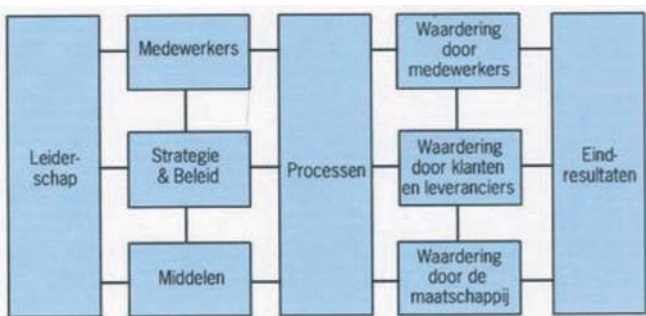 Leider-
schap
Medewerkers
Strategie
& Beleid
Middelen
Processen
Waardering
door
medewerkers
Waardering
door klanten
en leveranciers
Waardering
door de
maatschappij
Eind-
resultaten